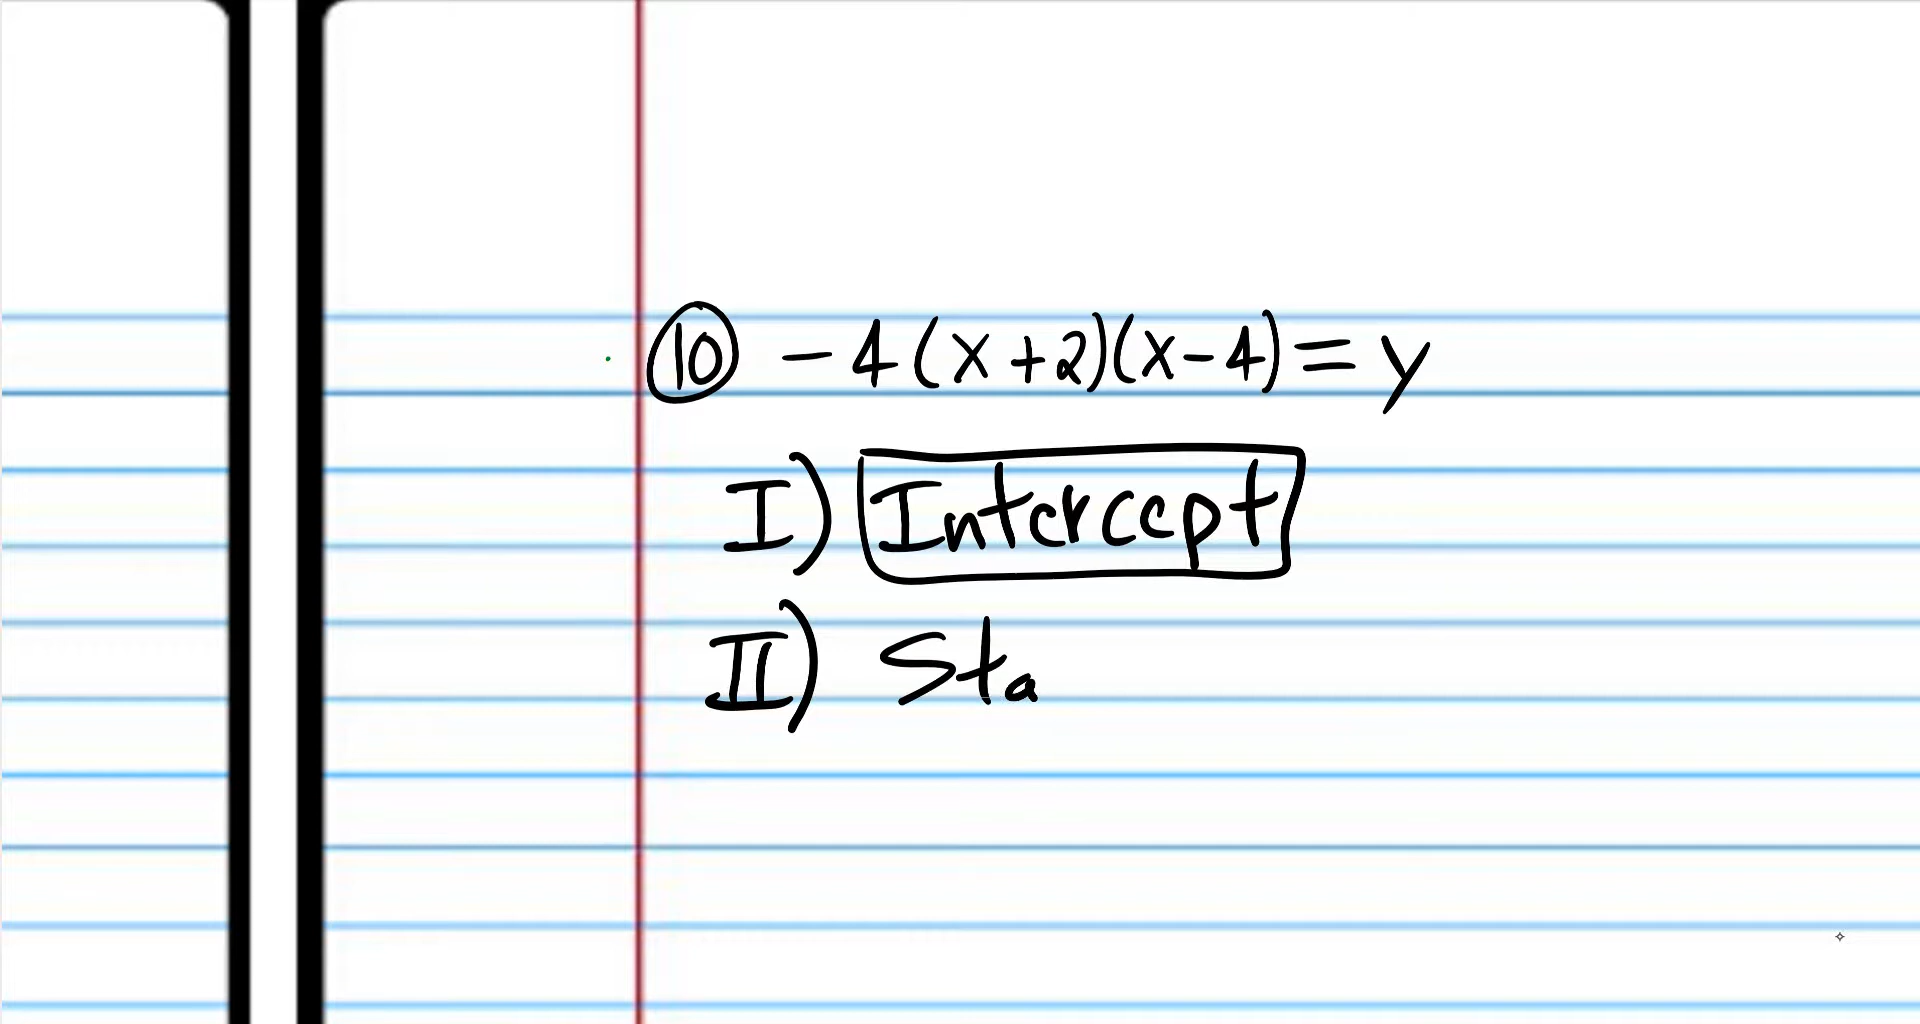 10 -4(x+2)(x-4)=y
I) Intercept
II) Sta